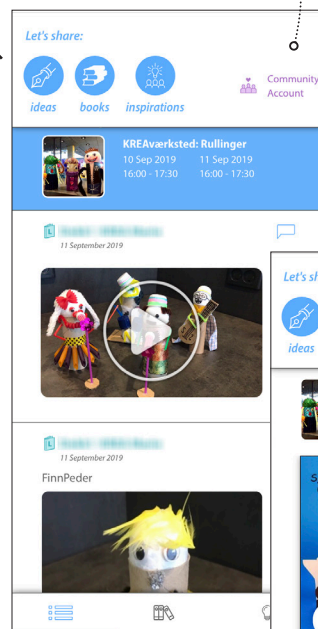 Let's share:
ideas books inspirations
Community
Account
KREAværksted: Rullinger
10 Sep 2019 11 Sep 2019
16:00 - 17:30 16:00 - 17:30
11 September 2019
Let's sh
ideas
11 September 2019
FinnPeder